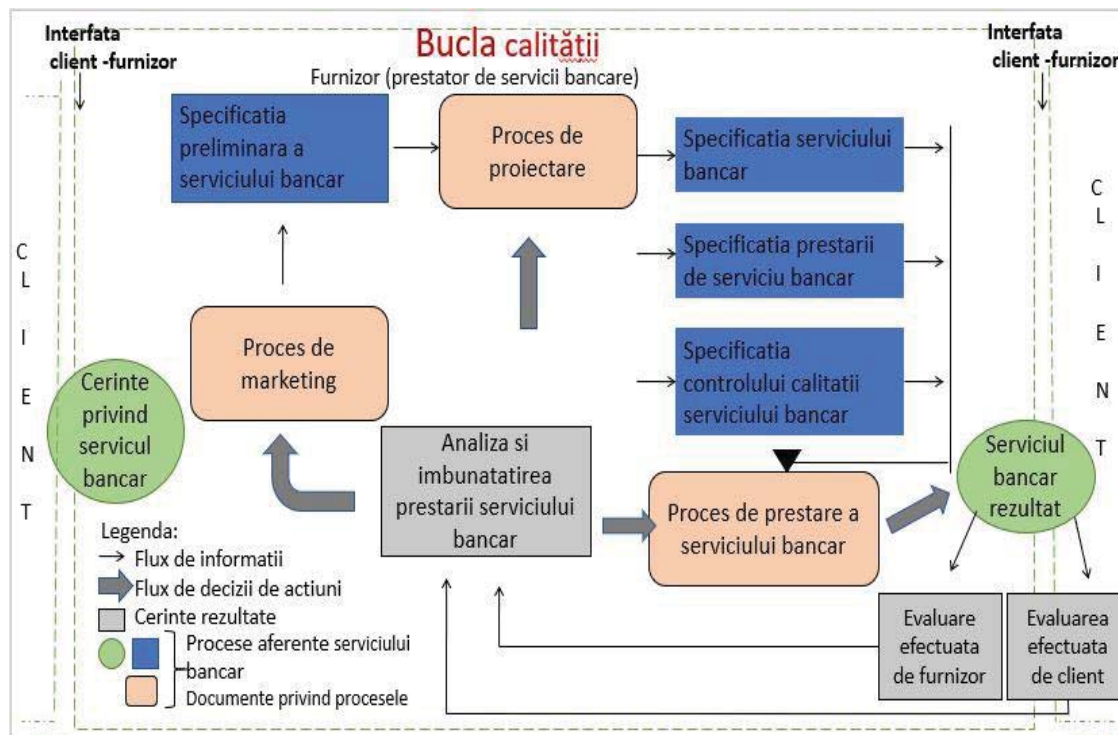 Interfata
client -furnizor
Bucla calității
Furnizor (prestator de servicii bancare)
Interfata
client -furnizor
Specificatia
preliminara a
serviciului bancar
Proces de
proiectare
Specificatia serviciului
bancar
Specificatia prestarii
de serviciu bancar
Specificatia
controlului calitatii
serviciului bancar
C
L
I
E
N
T
C
L
I
E
N
T
Proces de
marketing
Cerinte
privind
servicul
bancar
Analiza si
imbunatatirea
prestarii serviciului
bancar
Proces de prestare a
serviciului bancar
Serviciul
bancar
rezultat
Legenda:
Flux de informatii
Flux de decizii de actiuni
Cerinte rezultate
Procese aferente serviciului
bancar
Documente privind procesele
Evaluare
efectuata
de furnizor
Evaluarea
efectuata
de client